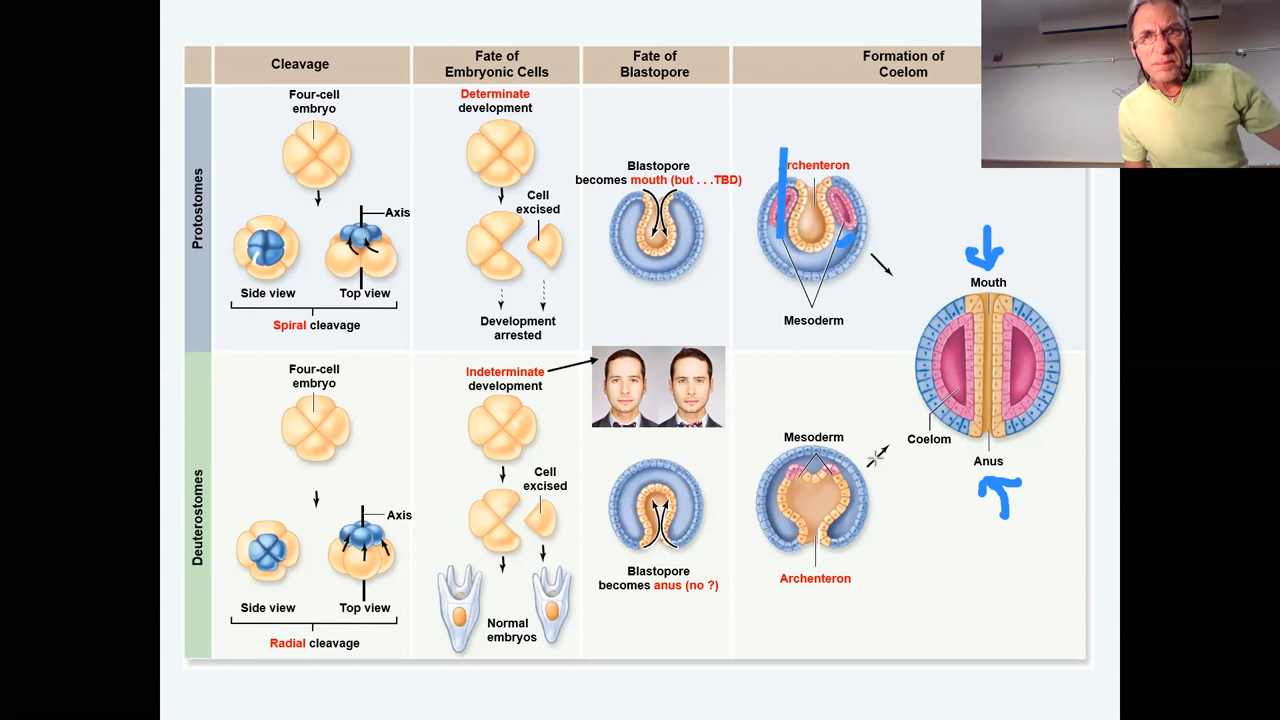 Cleavage
Fate of
Embryonic Cells
Fate of
Blastopore
Formation of
Coelom
Protostomes
Four-cell
embryo
Axis
Side view
Top view
Spiral cleavage
Determinate
development
Cell
excised
Development
arrested
Blastopore
becomes mouth (but . . .TBD)
rchenteron
Mesoderm
Mouth
Coelom
Anus
Deuterostomes
Four-cell
embryo
Axis
Side view
Top view
Radial cleavage
Indeterminate
development
Cell
excised
Normal
embryos
Blastopore
becomes anus (no ?)
Mesoderm
Archenteron